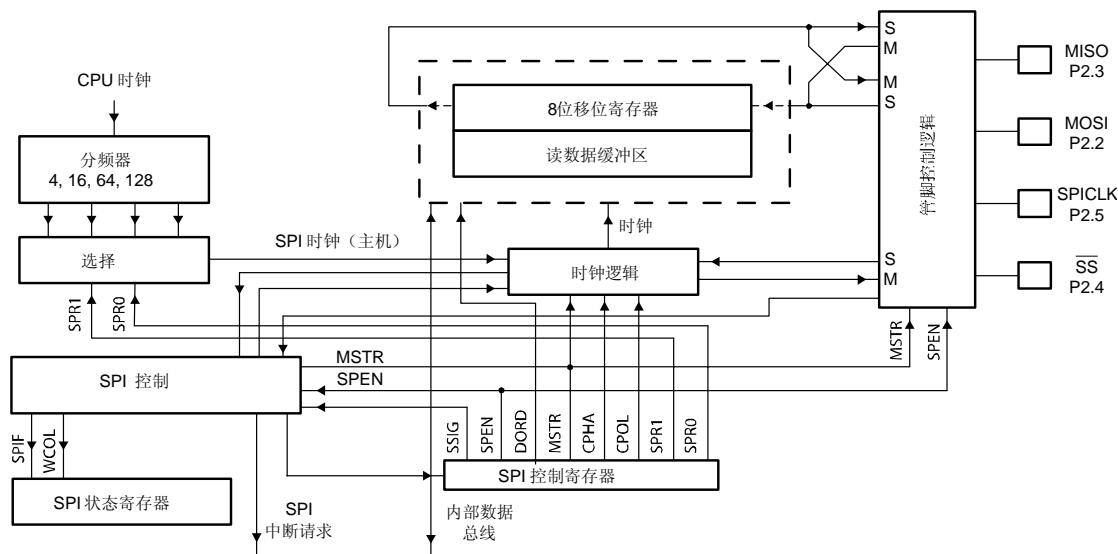 CPU 时钟
分频器
4, 16, 64, 128
选择
SPR1
SPR0
SPI 时钟（主机）
8位移位寄存器
读数据缓冲区
时钟
时钟逻辑
S
M
M
S
S
M
管脚控制逻辑
MISO
P2.3
MOSI
P2.2
SPICLK
P2.5
SS
P2.4
MSTR
SPEN
SPI 控制
MSTR
SPEN
SPIF
WCOL
SPI 状态寄存器
SSIG
SPEN
DORD
MSTR
CPHA
CPOL
SPR1
SPR0
SPI 控制寄存器
SPI
中断请求
内部数据
总线